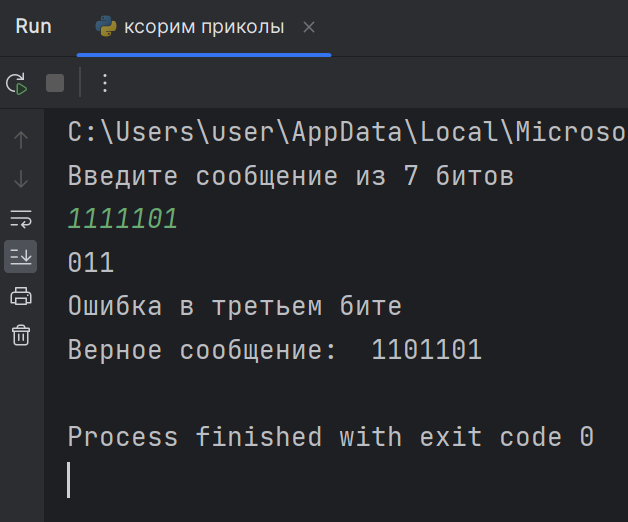 Run
ксорим приколы
C:\Users\user\AppData\Local\Microso
Введите сообщение из 7 битов
1111101
011
Ошибка в третьем бите
Верное сообщение:  1101101
Process finished with exit code 0